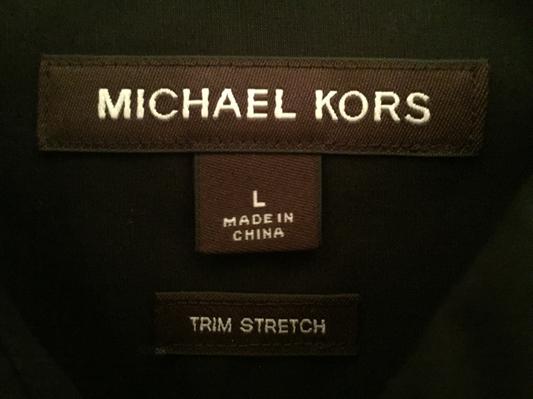 MICHAEL KORS
L
MADE IN
CHINA
TRIM STRETCH